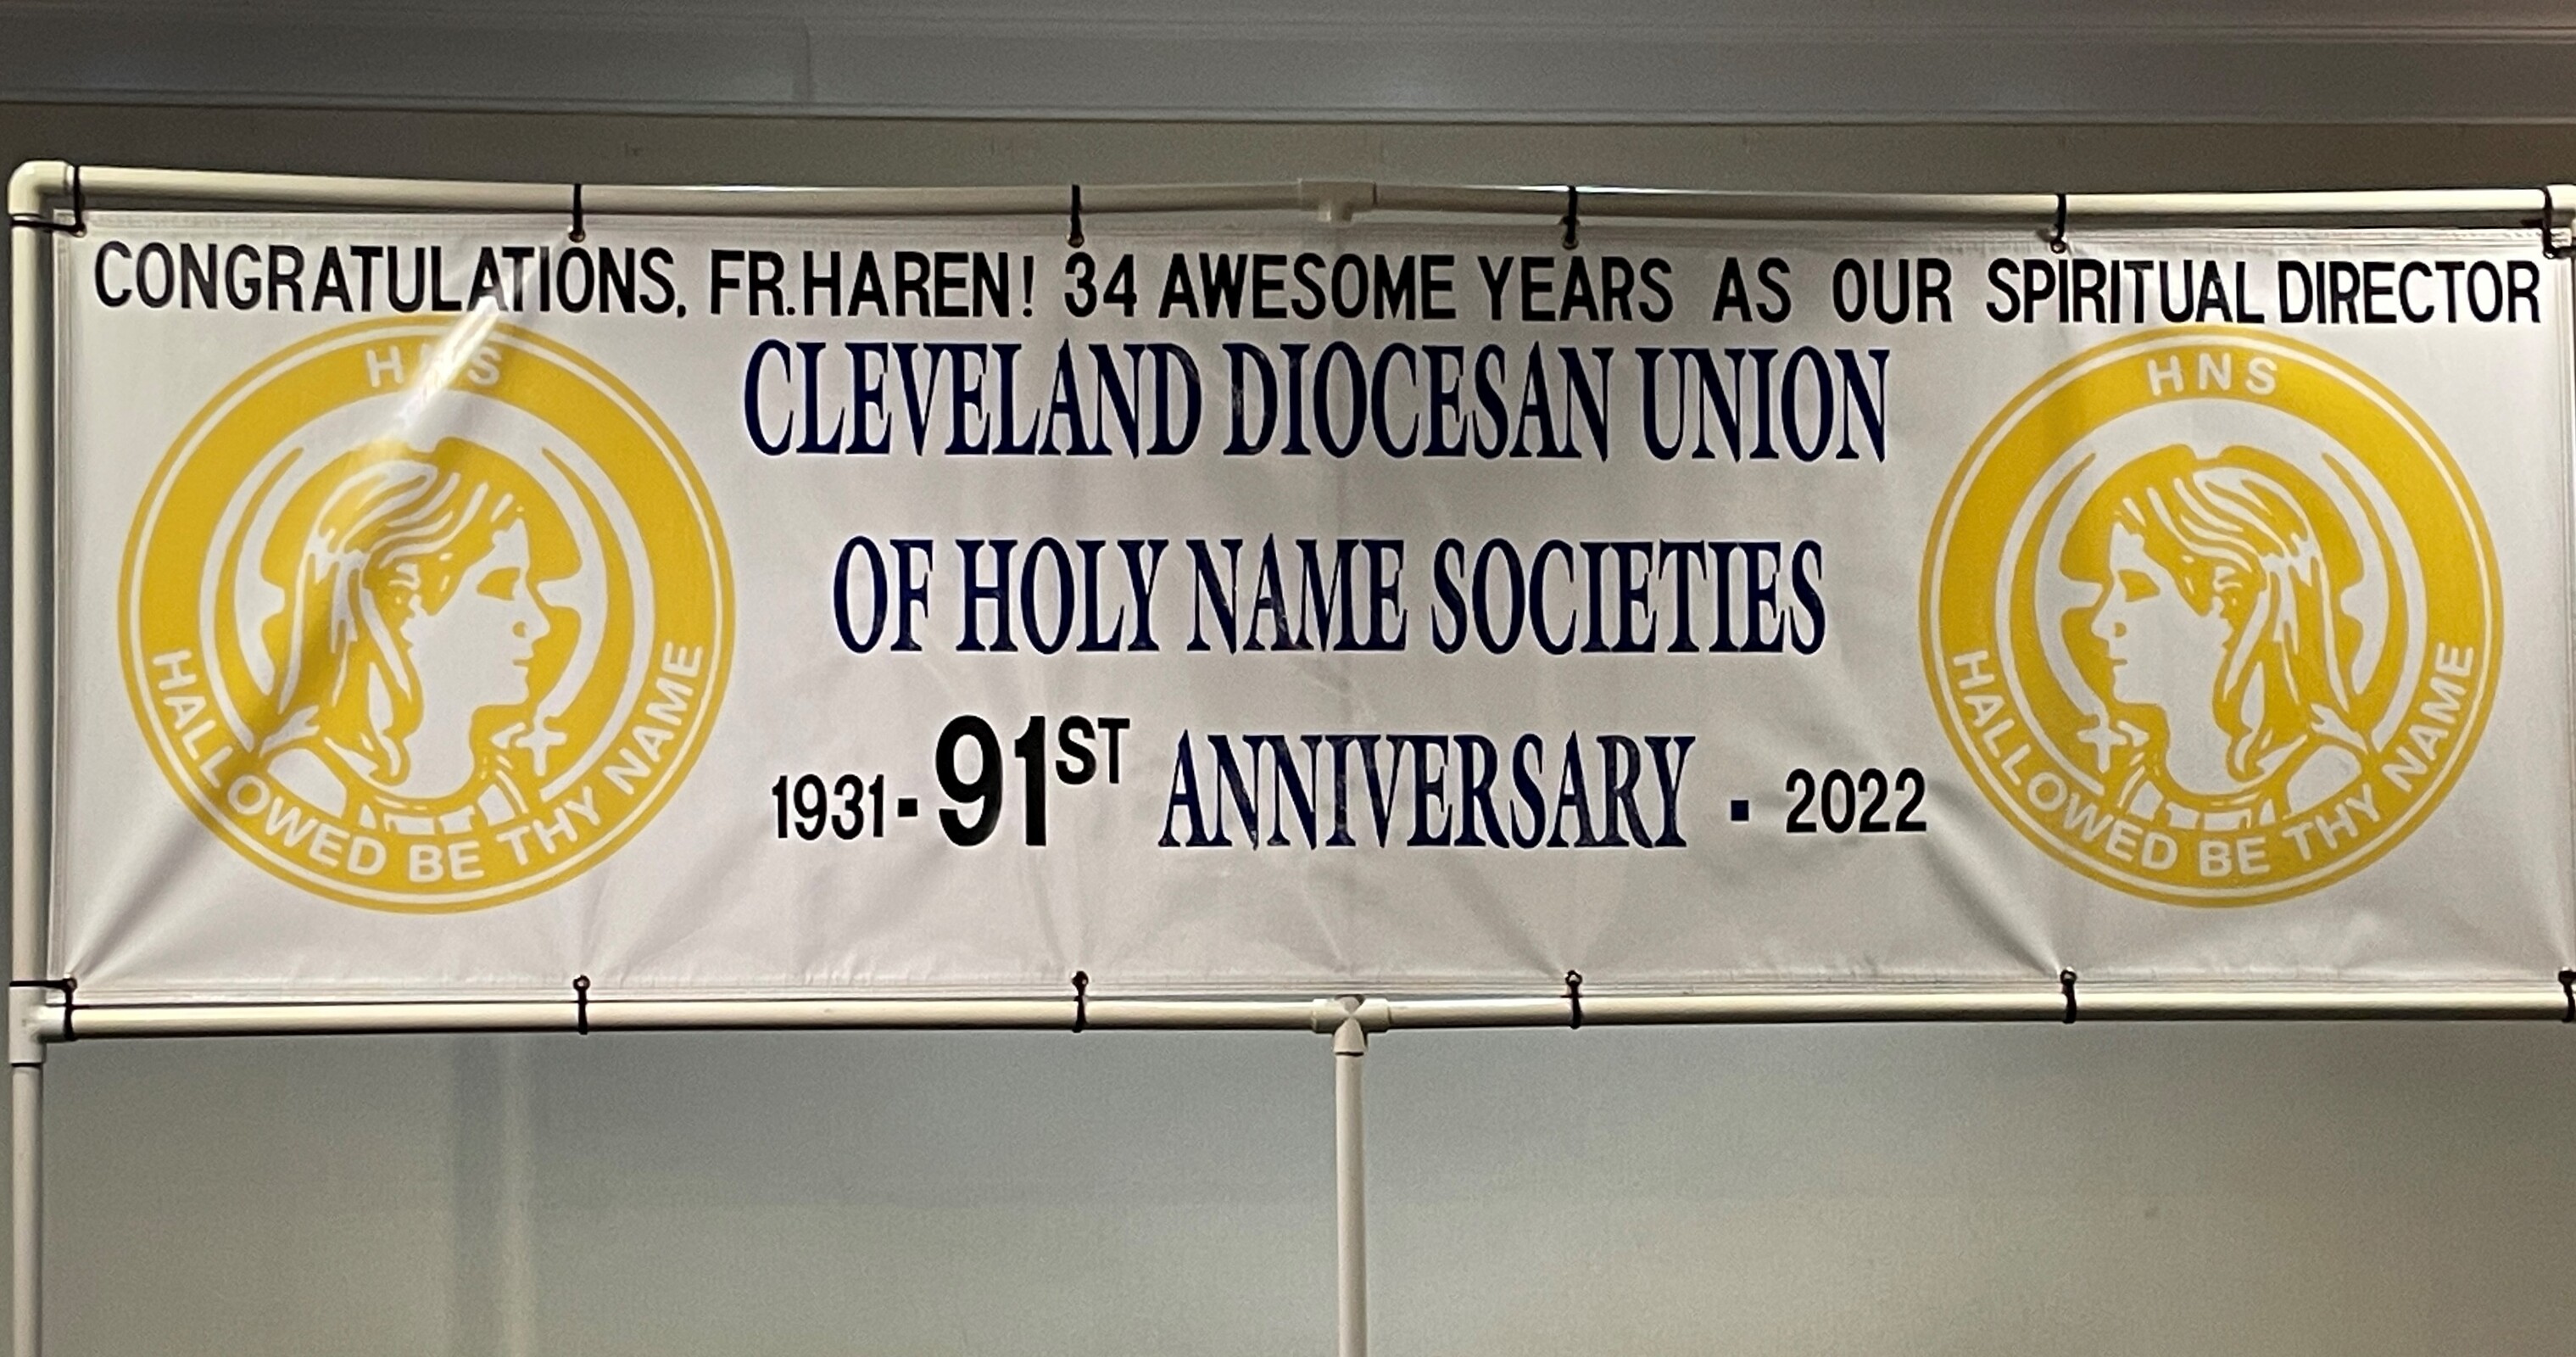 CONGRATULATIONS, FR.HAREN! 34 AWESOME YEARS AS OUR SPIRITUAL DIRECTOR
HNS
HALLOWED BE THY NAME
CLEVELAND DIOCESAN UNION
OF HOLY NAME SOCIETIES
1931-91ST ANNIVERSARY - 2022
HNS
HALLOWED BE THY NAME